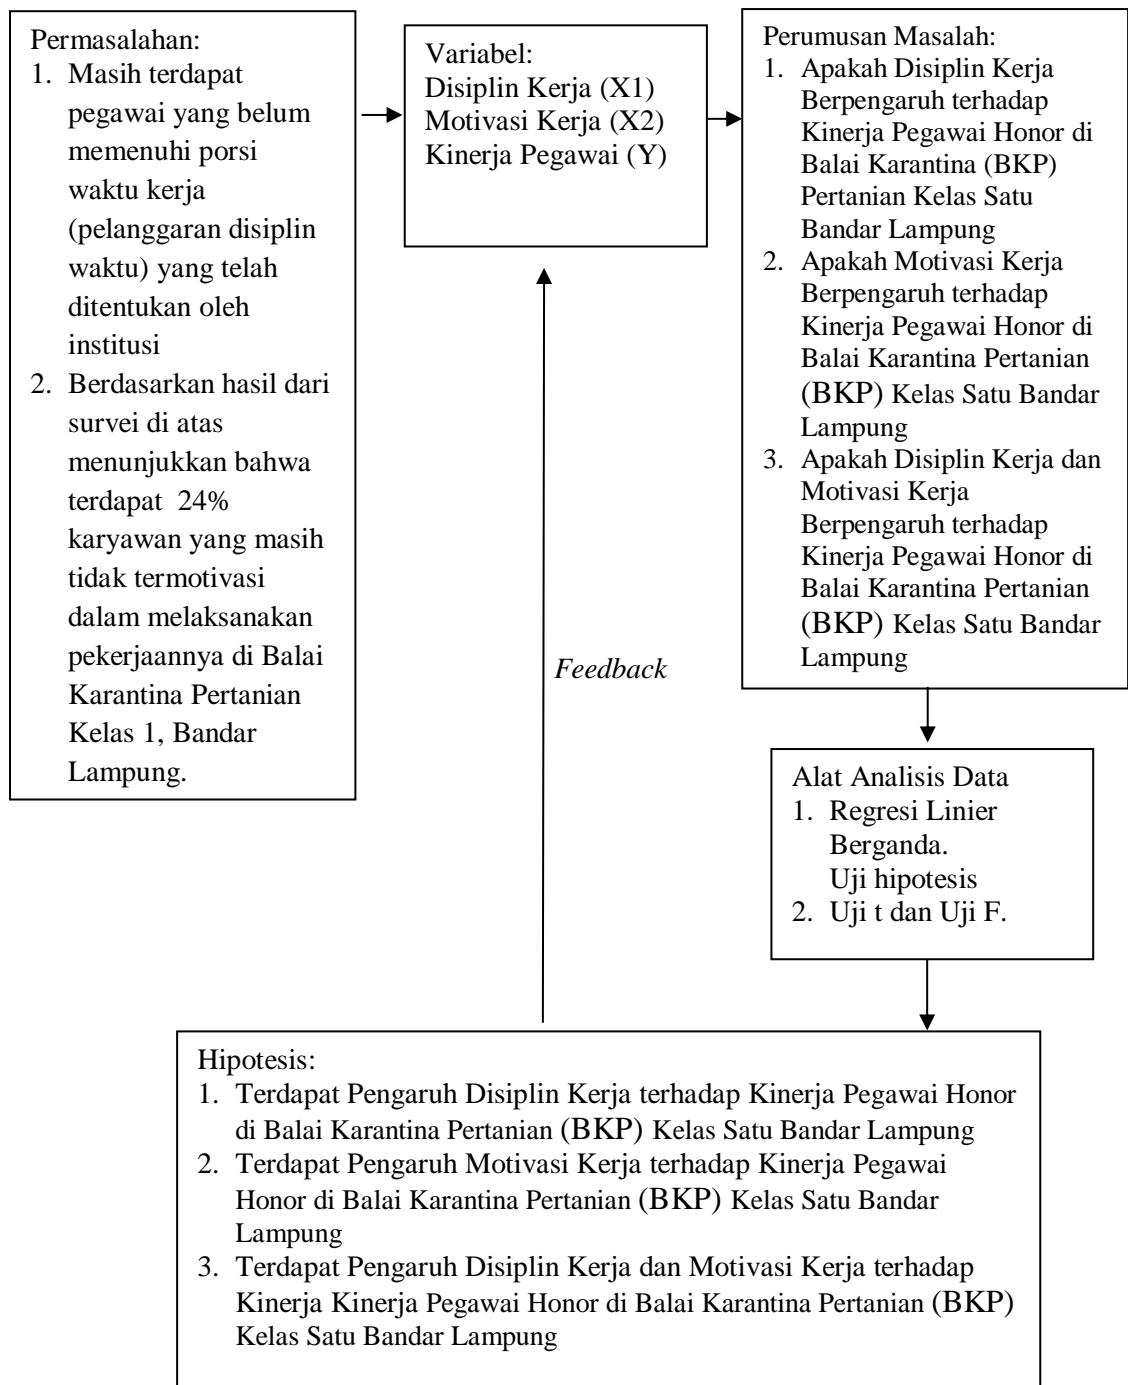 Permasalahan:
1. Masih terdapat
pegawai yang belum
memenuhi porsi
waktu kerja
(pelanggaran disiplin
waktu) yang telah
ditentukan oleh
institusi
2. Berdasarkan hasil dari
survei di atas
menunjukkan bahwa
terdapat 24%
karyawan yang masih
tidak termotivasi
dalam melaksanakan
pekerjaannya di Balai
Karantina Pertanian
Kelas 1, Bandar
Lampung.
Variabel:
Disiplin Kerja (X1)
Motivasi Kerja (X2)
Kinerja Pegawai (Y)
Perumusan Masalah:
1. Apakah Disiplin Kerja
Berpengaruh terhadap
Kinerja Pegawai Honor di
Balai Karantina (BKP)
Pertanian Kelas Satu
Bandar Lampung
2. Apakah Motivasi Kerja
Berpengaruh terhadap
Kinerja Pegawai Honor di
Balai Karantina Pertanian
(BKP) Kelas Satu Bandar
Lampung
3. Apakah Disiplin Kerja dan
Motivasi Kerja
Berpengaruh terhadap
Kinerja Pegawai Honor di
Balai Karantina Pertanian
(BKP) Kelas Satu Bandar
Lampung
Feedback
Alat Analisis Data
1. Regresi Linier
Berganda.
Uji hipotesis
2. Uji t dan Uji F.
Hipotesis:
1. Terdapat Pengaruh Disiplin Kerja terhadap Kinerja Pegawai Honor
di Balai Karantina Pertanian (BKP) Kelas Satu Bandar Lampung
2. Terdapat Pengaruh Motivasi Kerja terhadap Kinerja Pegawai
Honor di Balai Karantina Pertanian (BKP) Kelas Satu Bandar
Lampung
3. Terdapat Pengaruh Disiplin Kerja dan Motivasi Kerja terhadap
Kinerja Kinerja Pegawai Honor di Balai Karantina Pertanian (BKP)
Kelas Satu Bandar Lampung